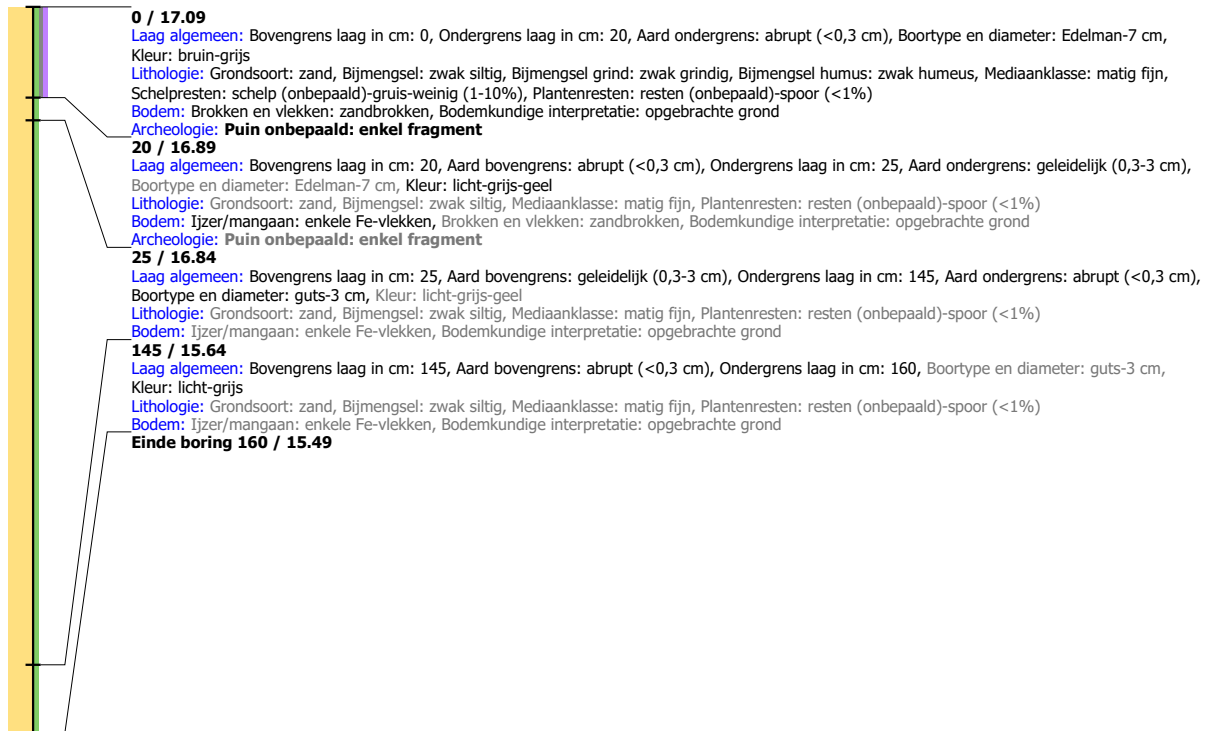 0 / 17.09
Laag algemeen: Bovengrens laag in cm: 0, Ondergrens laag in cm: 20, Aard ondergrens: abrupt (<0,3 cm), Boortype en diameter: Edelman-7 cm,
Kleur: bruin-grijs
Lithologie: Grondsoort: zand, Bijmengsel: zwak siltig, Bijmengsel grind: zwak grindig, Bijmengsel humus: zwak humeus, Mediaanklasse: matig fijn,
Schelpresten: schelp (onbepaald)-gruis-weinig (1-10%), Plantenresten: resten (onbepaald)-spoor (<1%)
Bodem: Brokken en vlekken: zandbrokken, Bodemkundige interpretatie: opgebrachte grond
Archeologie: Puin onbepaald: enkel fragment
20 / 16.89
Laag algemeen: Bovengrens laag in cm: 20, Aard bovengrens: abrupt (<0,3 cm), Ondergrens laag in cm: 25, Aard ondergrens: geleidelijk (0,3-3 cm),
Boortype en diameter: Edelman-7 cm, Kleur: licht-grijs-geel
Lithologie: Grondsoort: zand, Bijmengsel: zwak siltig, Mediaanklasse: matig fijn, Plantenresten: resten (onbepaald)-spoor (<1%)
Bodem: Ijzer/mangaan: enkele Fe-vlekken, Brokken en vlekken: zandbrokken, Bodemkundige interpretatie: opgebrachte grond
Archeologie: Puin onbepaald: enkel fragment
25 / 16.84
Laag algemeen: Bovengrens laag in cm: 25, Aard bovengrens: geleidelijk (0,3-3 cm), Ondergrens laag in cm: 145, Aard ondergrens: abrupt (<0,3 cm),
Boortype en diameter: guts-3 cm, Kleur: licht-grijs-geel
Lithologie: Grondsoort: zand, Bijmengsel: zwak siltig, Mediaanklasse: matig fijn, Plantenresten: resten (onbepaald)-spoor (<1%)
Bodem: Ijzer/mangaan: enkele Fe-vlekken, Bodemkundige interpretatie: opgebrachte grond
145 / 15.64
Laag algemeen: Bovengrens laag in cm: 145, Aard bovengrens: abrupt (<0,3 cm), Ondergrens laag in cm: 160, Boortype en diameter: guts-3 cm,
Kleur: licht-grijs
Lithologie: Grondsoort: zand, Bijmengsel: zwak siltig, Mediaanklasse: matig fijn, Plantenresten: resten (onbepaald)-spoor (<1%)
Bodem: Ijzer/mangaan: enkele Fe-vlekken, Bodemkundige interpretatie: opgebrachte grond
Einde boring 160 / 15.49